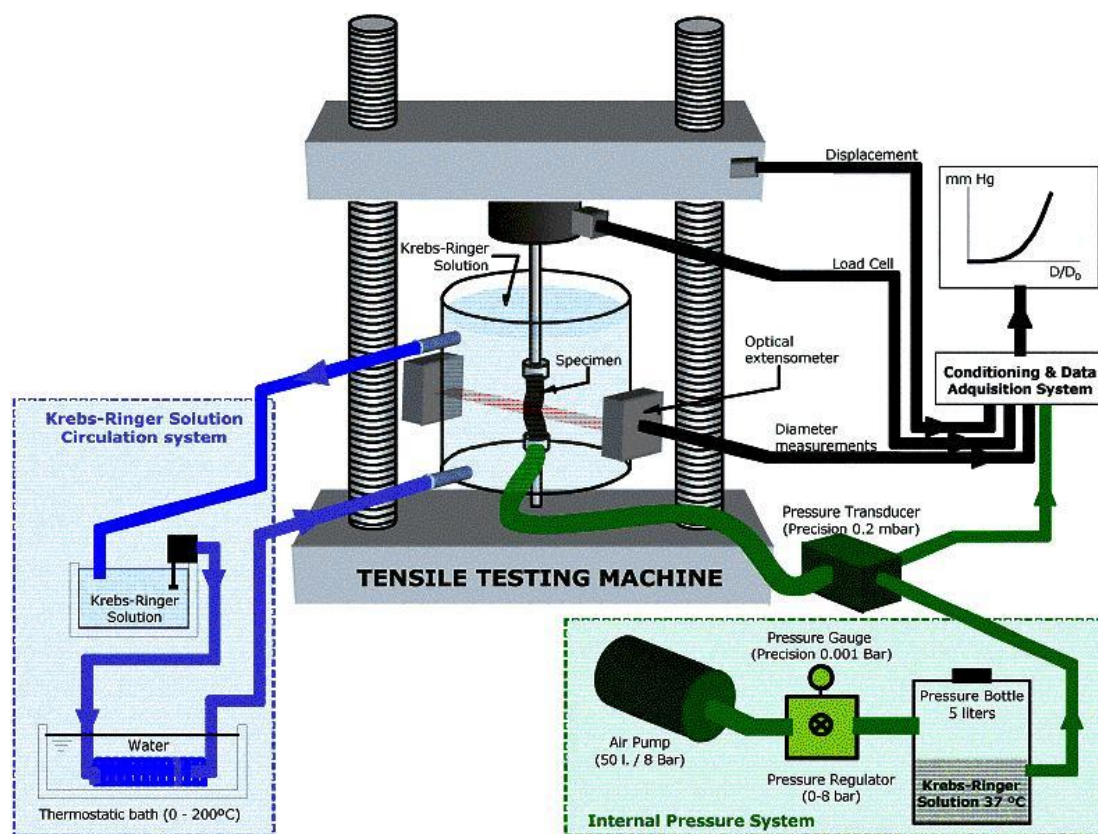 Displacement
mm Hg
D/D₀
Krebs-Ringer
Solution
Load Cell
Optical
extensometer
Specimen
Conditioning & Data
Adquisition System
Krebs-Ringer Solution
Circulation system
Diameter
measurements
Pressure Transducer
(Precision 0.2 mbar)
TENSILE TESTING MACHINE
Krebs-Ringer
Solution
Pressure Gauge
(Precision 0.001 Bar)
Pressure Bottle
5 liters
Water
Air Pump
(50 l. / 8 Bar)
Pressure Regulator
(0-8 bar)
Krebs-Ringer
Solution 37 ºC
Thermostatic bath (0 - 200ºC)
Internal Pressure System